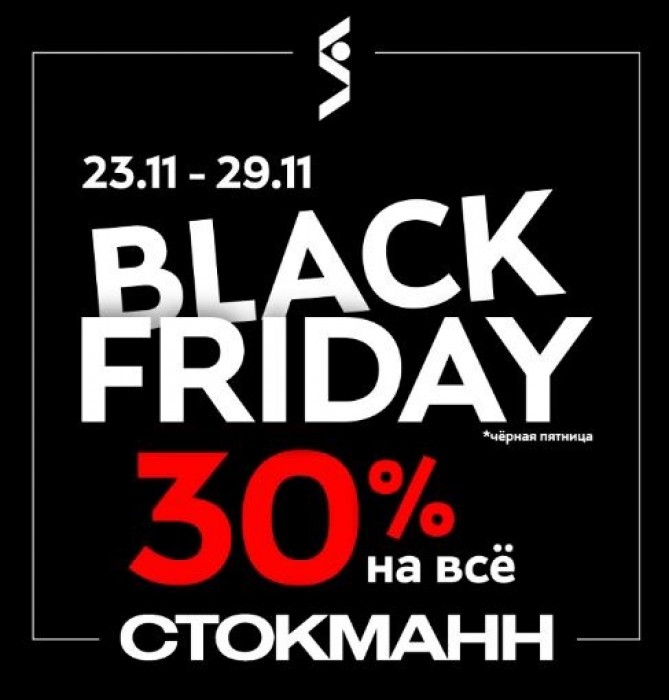 23.11 - 29.11
BLACK
FRIDAY
*чёрная пятница
30%
на всё
СТОКМАНН